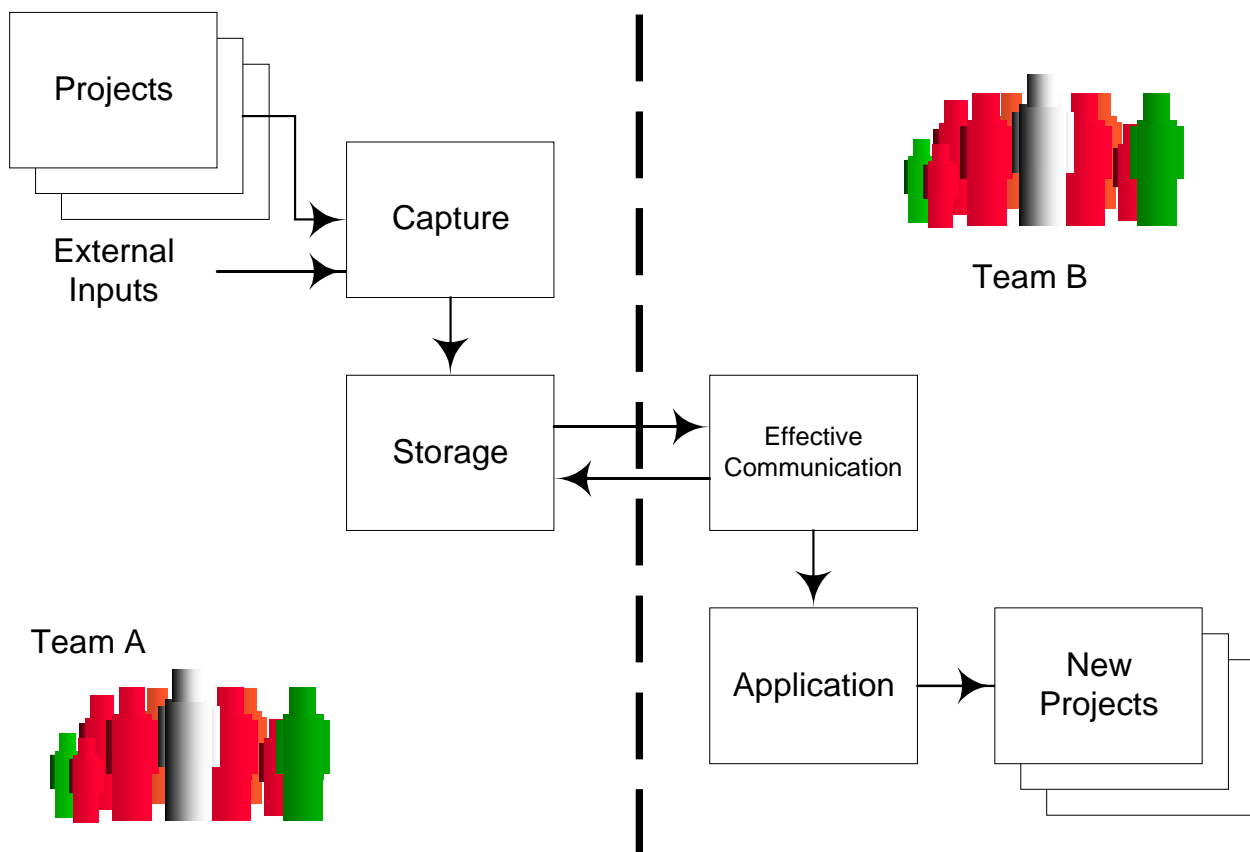 Projects
External
Inputs
Capture
Team B
Storage
Effective
Communication
Team A
Application
New
Projects